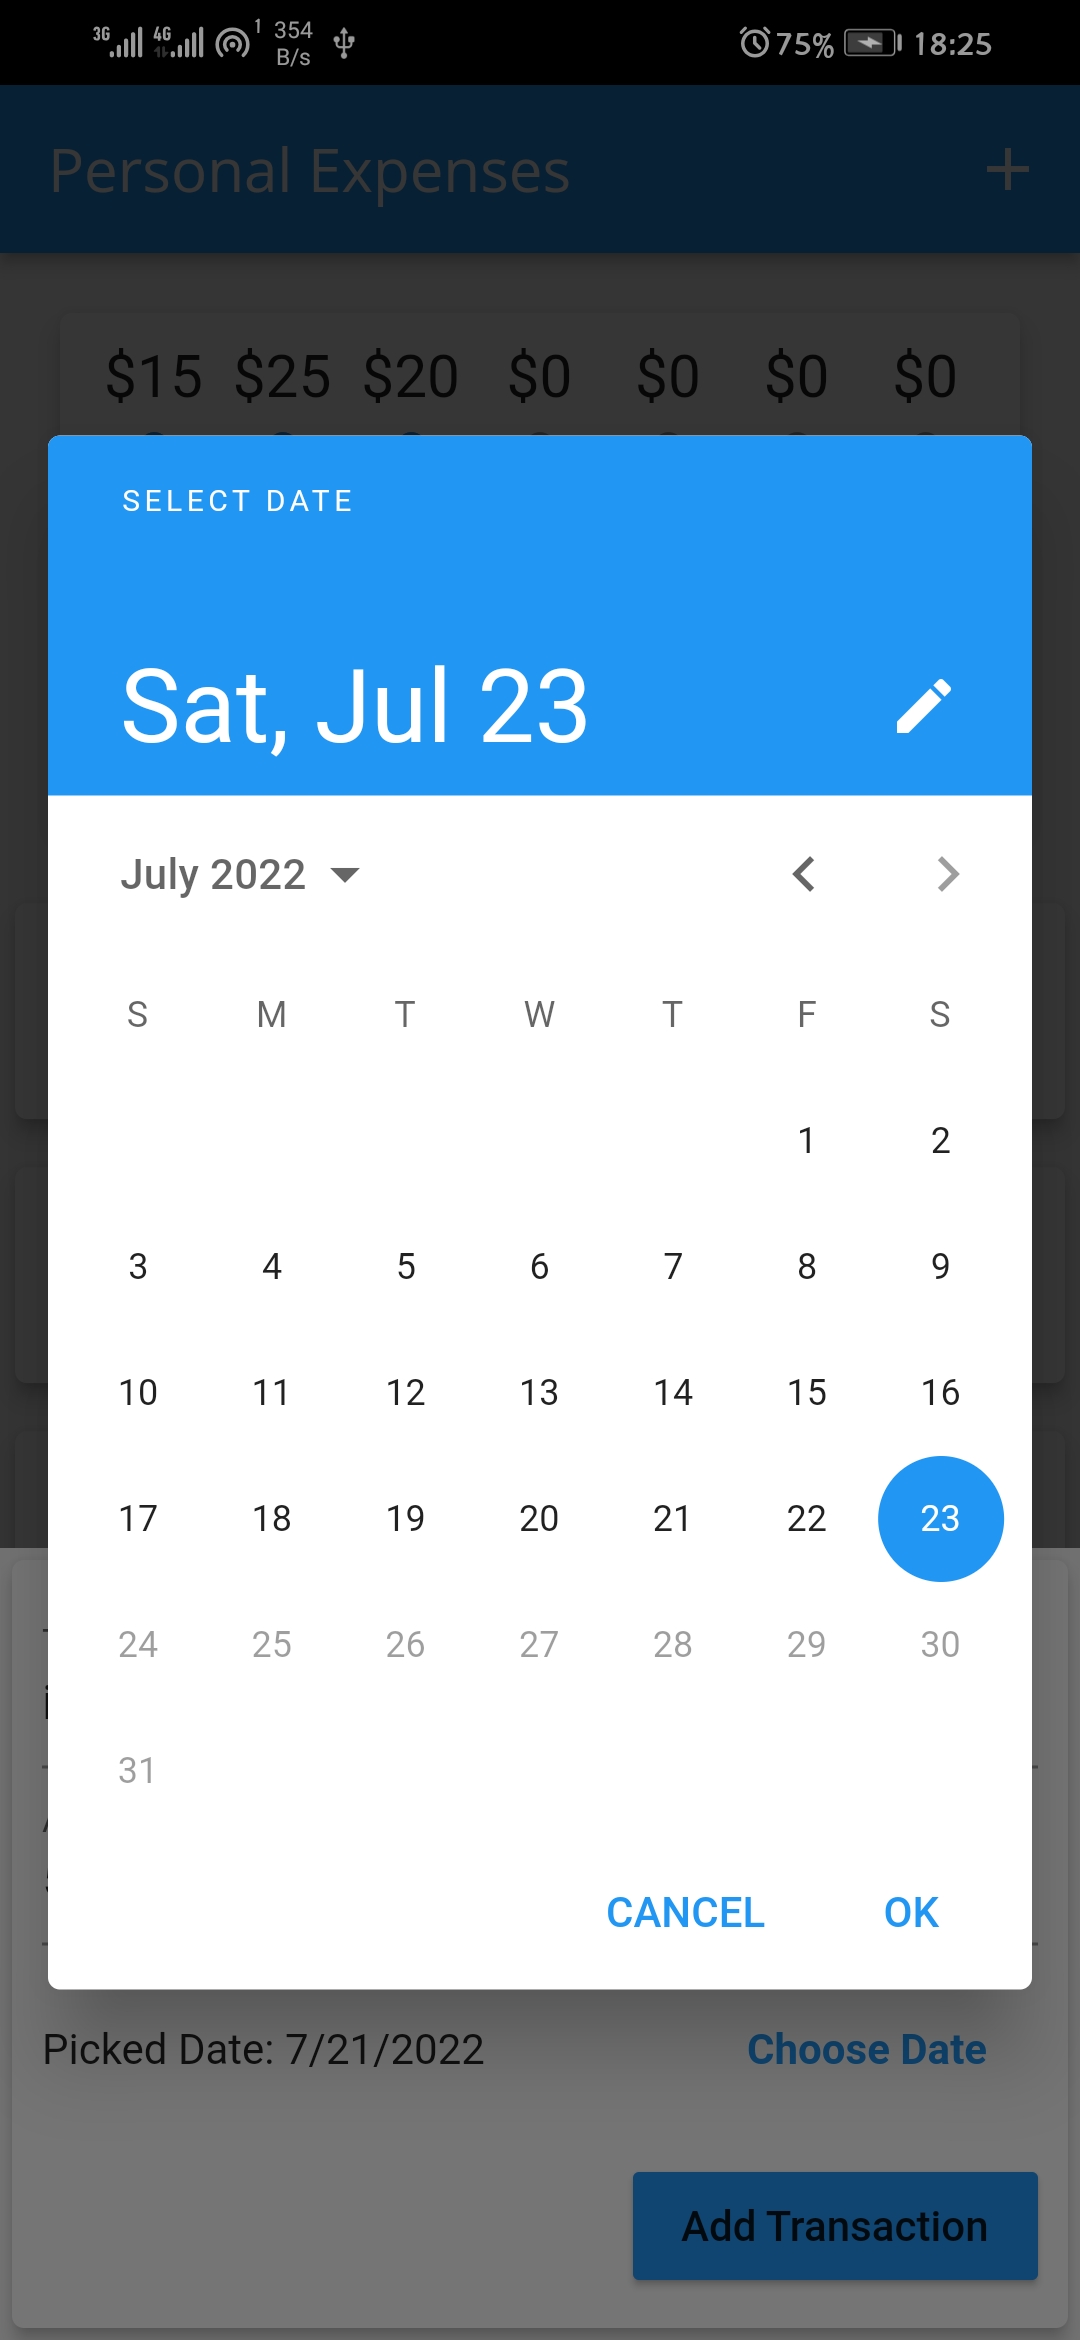 3G 4G 1 354 B/s 75% 18:25
Personal Expenses +
$15 $25 $20 $0 $0 $0 $0
SELECT DATE
Sat, Jul 23
July 2022
S M T W T F S
1 2
3 4 5 6 7 8 9
10 11 12 13 14 15 16
17 18 19 20 21 22 23
24 25 26 27 28 29 30
31
CANCEL OK
Picked Date: 7/21/2022 Choose Date
Add Transaction